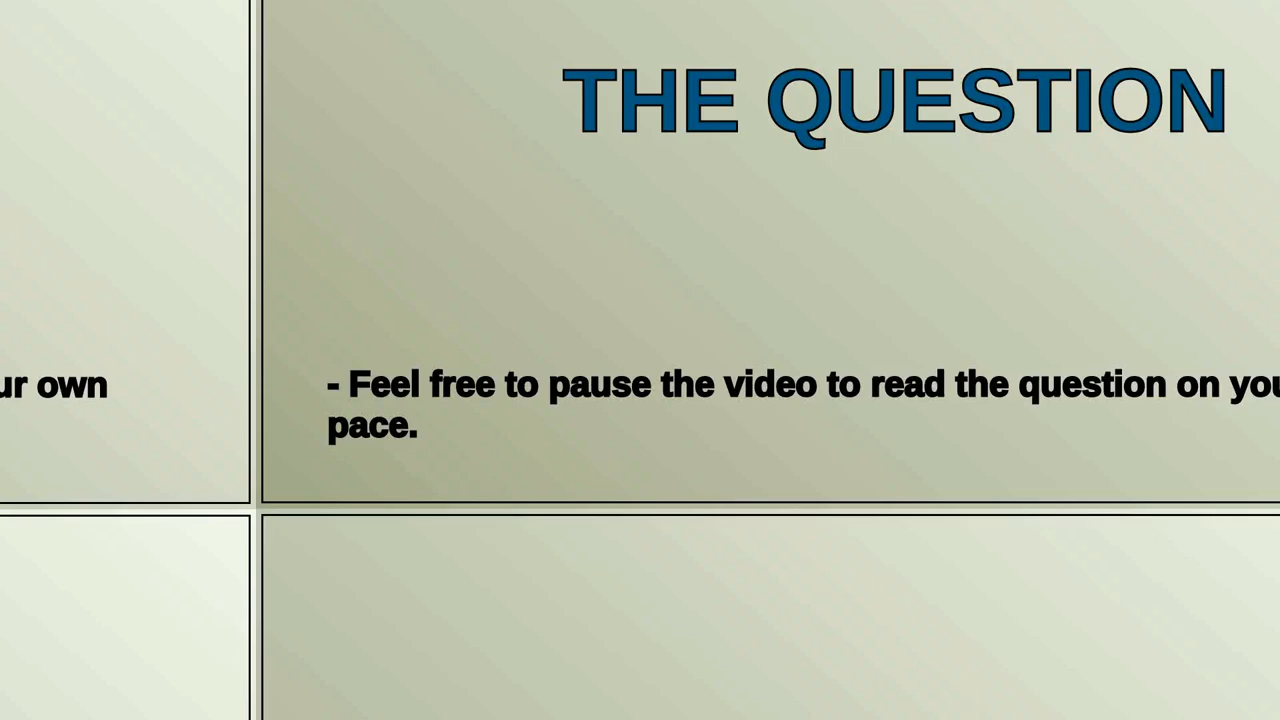 THE QUESTION
ur own
- Feel free to pause the video to read the question on you
pace.